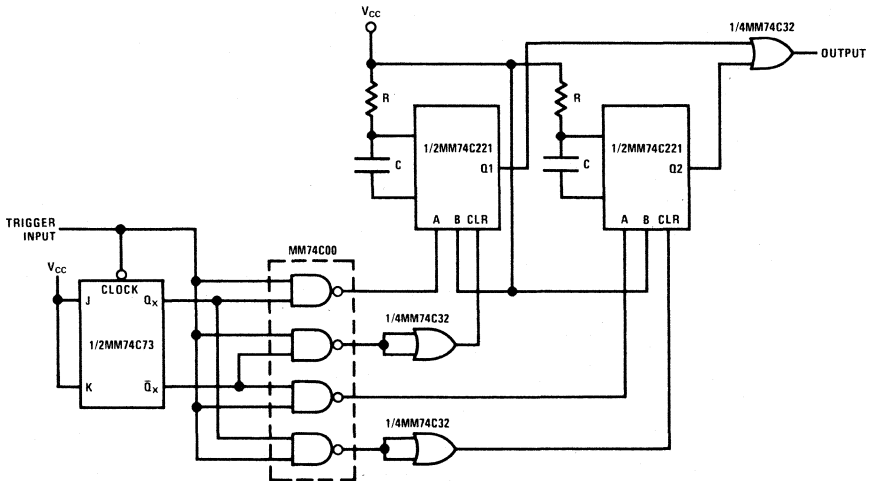 VCC
1/4MM74C32
OUTPUT
R
R
1/2MM74C221
1/2MM74C221
C
Q1
C
Q2
A B CLR
A B CLR
TRIGGER
INPUT
MM74C00
VCC
CLOCK
J
QX
1/4MM74C32
1/2MM74C73
K
Q̅X
1/4MM74C32